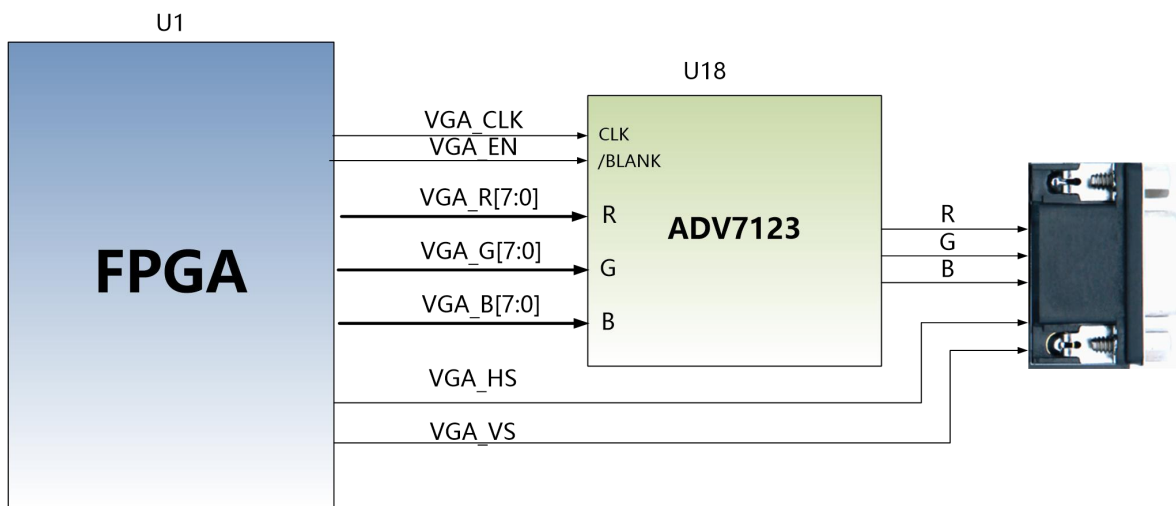 U1
U18
VGA_CLK
CLK
VGA_EN
/BLANK
VGA_R[7:0]
R
ADV7123
R
FPGA
VGA_G[7:0]
G
G
B
VGA_B[7:0]
B
VGA_HS
VGA_VS